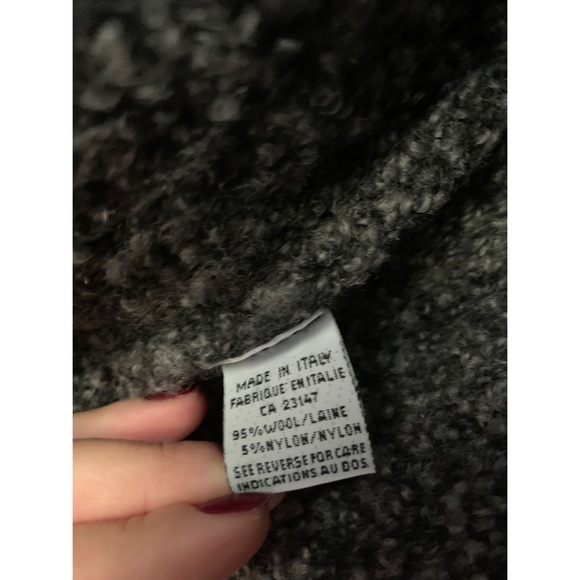 MADE IN ITALY
FABRIQUE' EN ITALIE
CA 23147
95% WOOL/LAINE
5% NYLON/NYLON
SEE REVERSE FOR CARE
INDICATIONS AU DOS